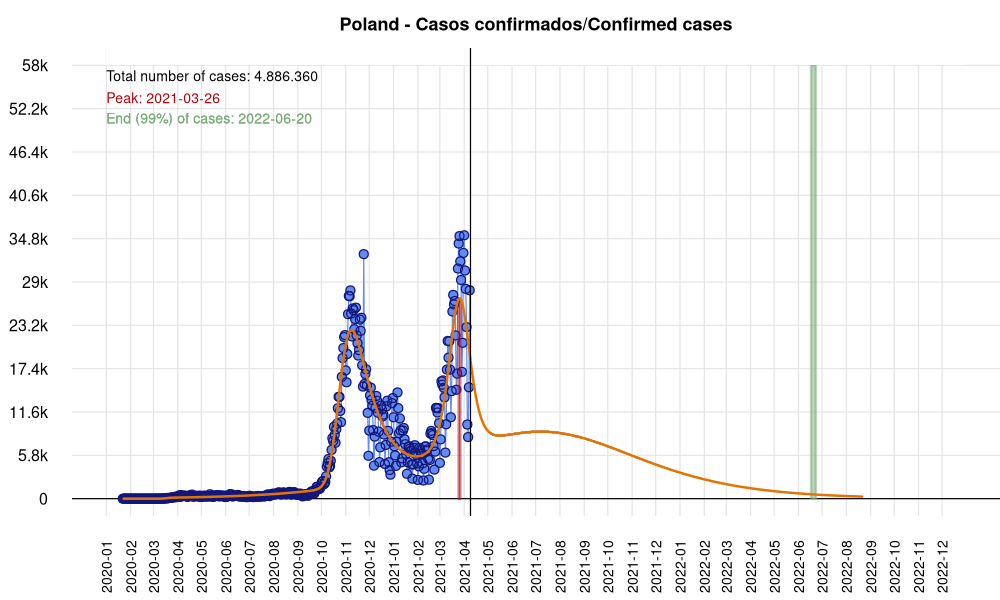 Poland - Casos confirmados/Confirmed cases
Total number of cases: 4.886.360
Peak: 2021-03-26
End (99%) of cases: 2022-06-20
58k
52.2k
46.4k
40.6k
34.8k
29k
23.2k
17.4k
11.6k
5.8k
0
2020-01
2020-02
2020-03
2020-04
2020-05
2020-06
2020-07
2020-08
2020-09
2020-10
2020-11
2020-12
2021-01
2021-02
2021-03
2021-04
2021-05
2021-06
2021-07
2021-08
2021-09
2021-10
2021-11
2021-12
2022-01
2022-02
2022-03
2022-04
2022-05
2022-06
2022-07
2022-08
2022-09
2022-10
2022-11
2022-12